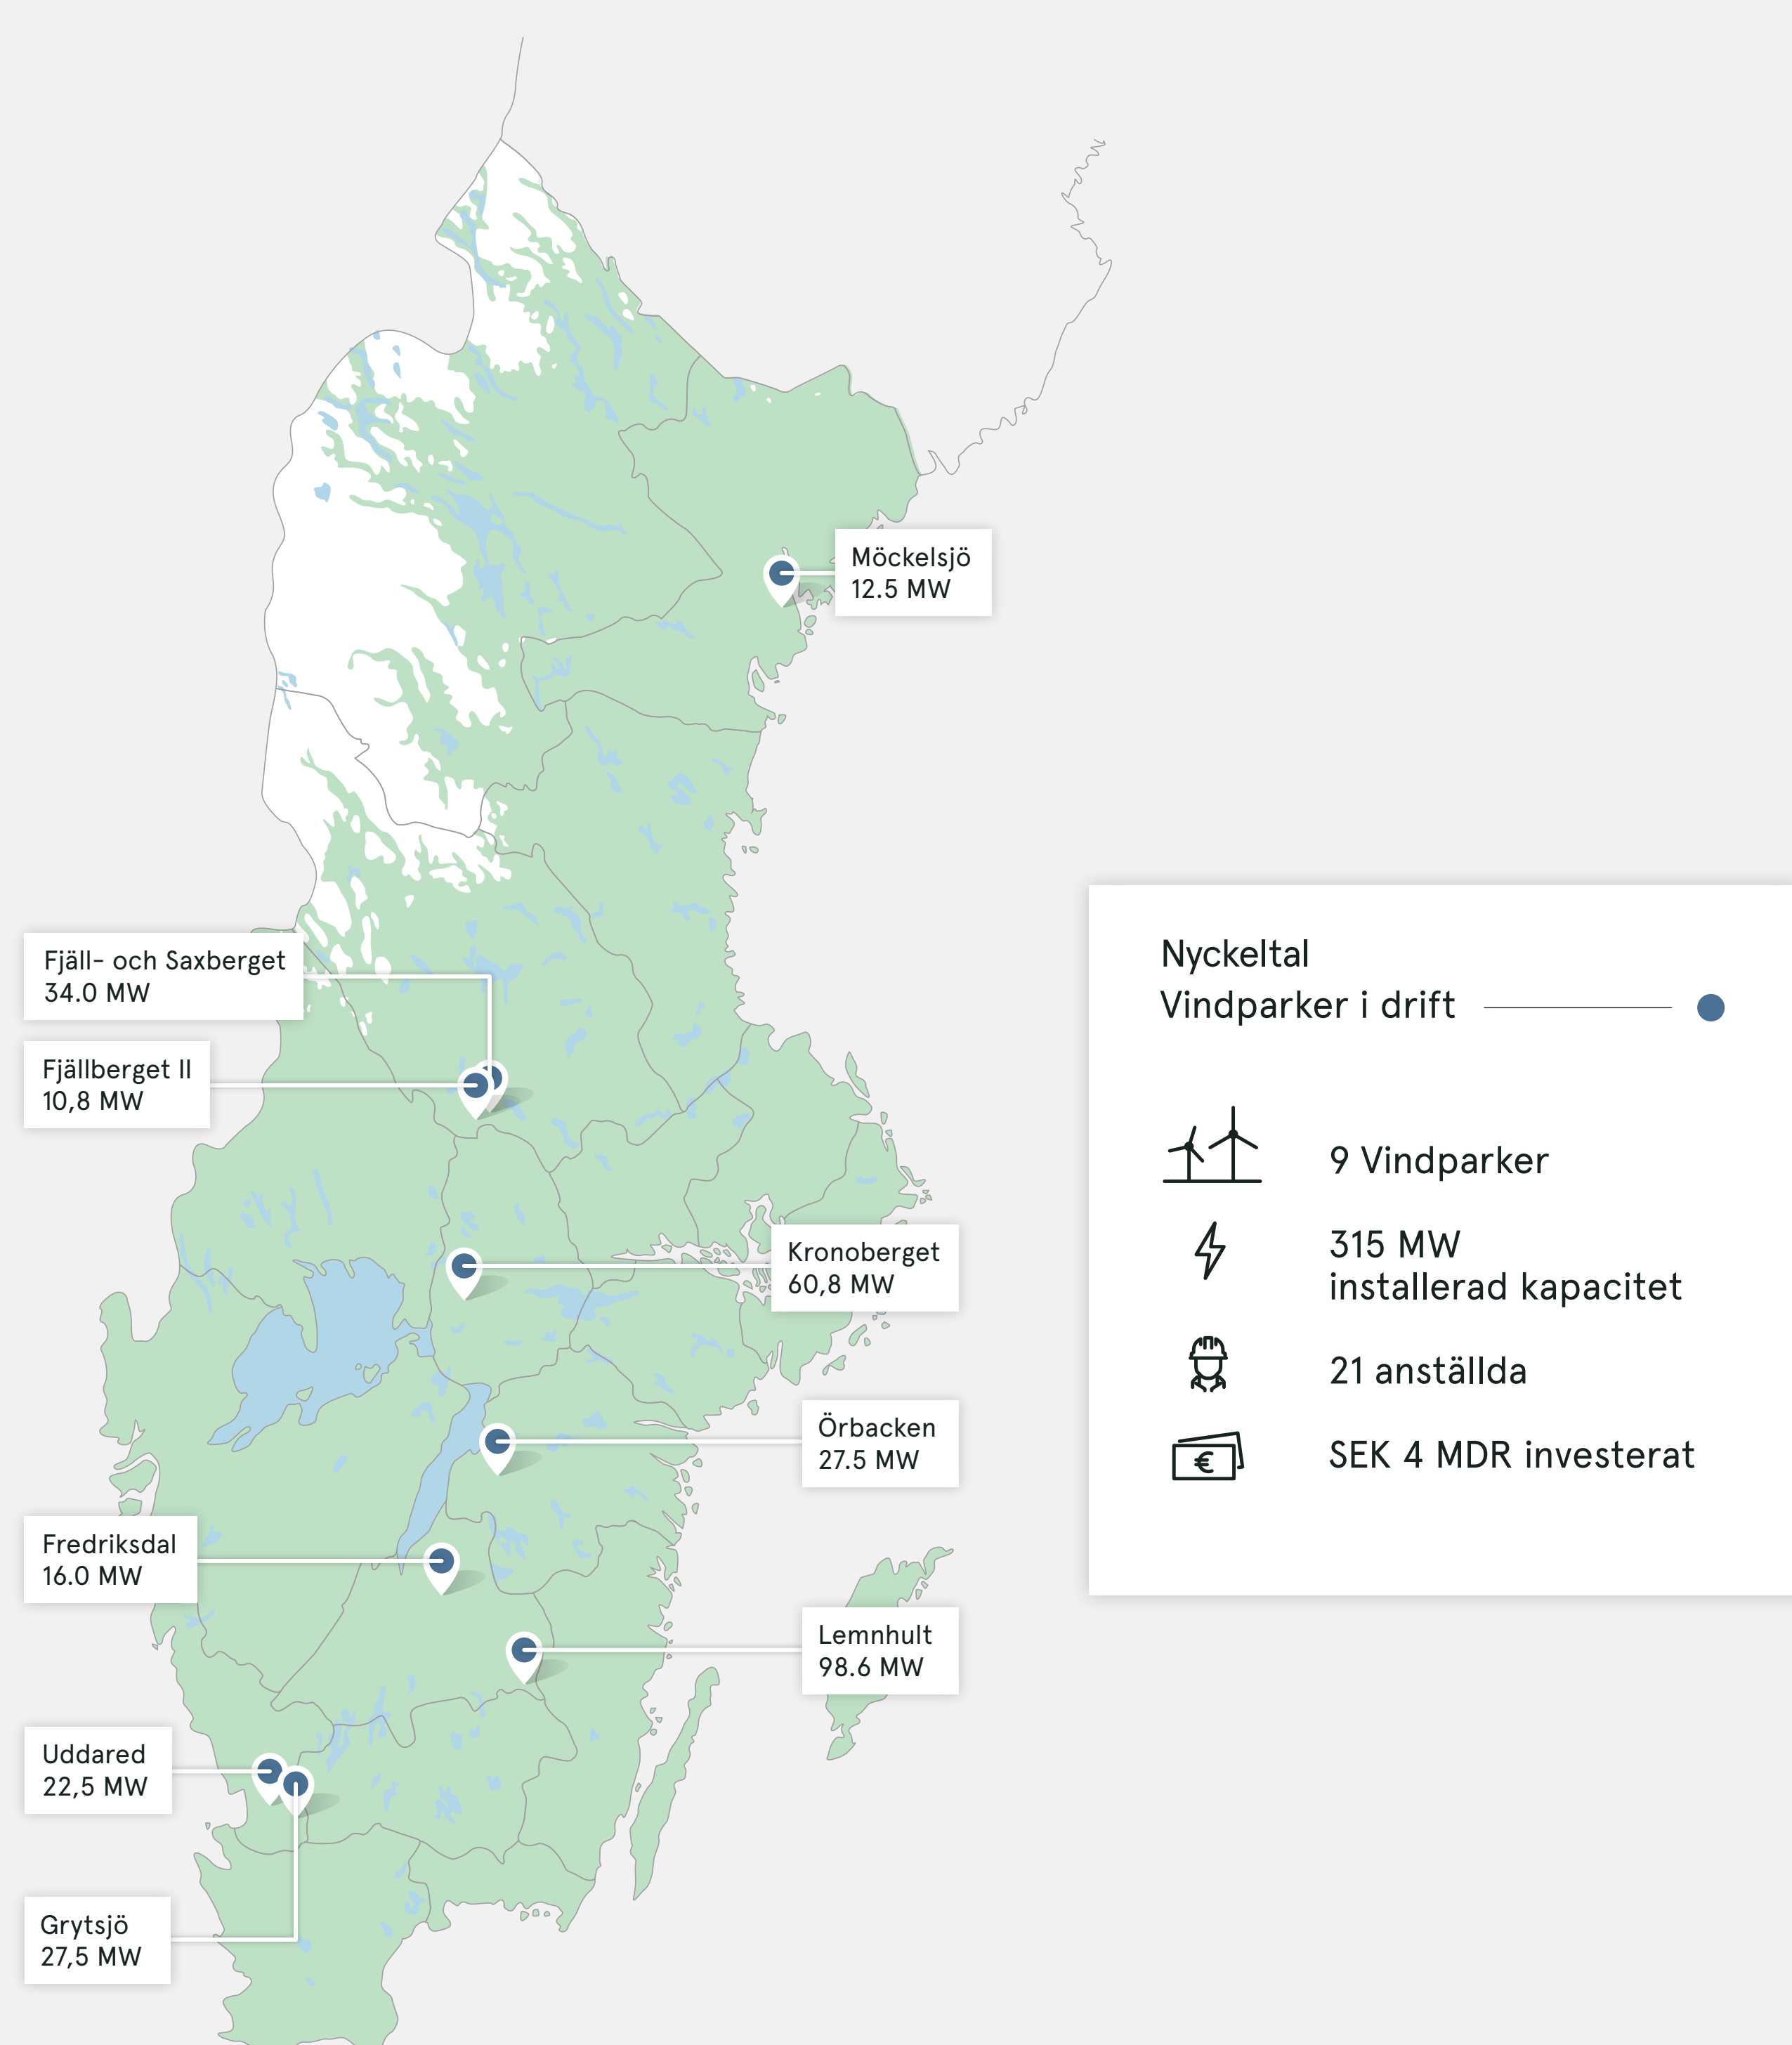 Möckelsjö
12.5 MW
Fjäll- och Saxberget
34.0 MW
Fjällberget II
10,8 MW
Kronoberget
60,8 MW
Örbacken
27.5 MW
Fredriksdal
16.0 MW
Lemnhult
98.6 MW
Uddared
22,5 MW
Grytsjö
27,5 MW
Nyckeltal
Vindparker i drift
9 Vindparker
315 MW
installerad kapacitet
21 anställda
€
SEK 4 MDR investerat